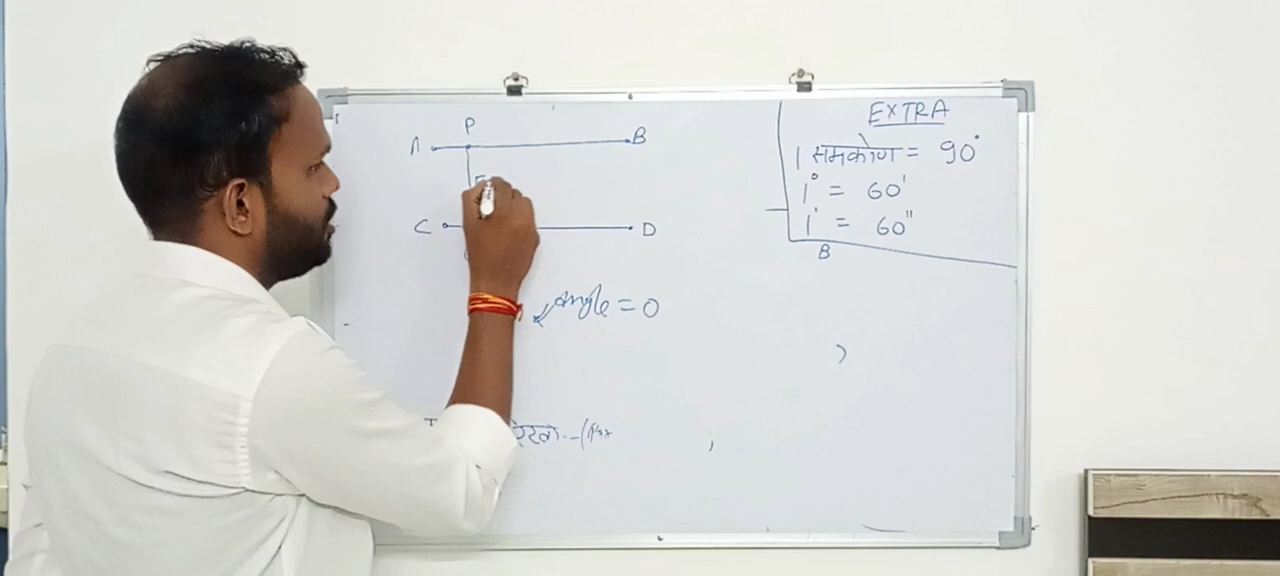 P
A B
C D
Angle = 0
रेखा :-
EXTRA
1 समकोण = 90°
1° = 60'
1' = 60"
B